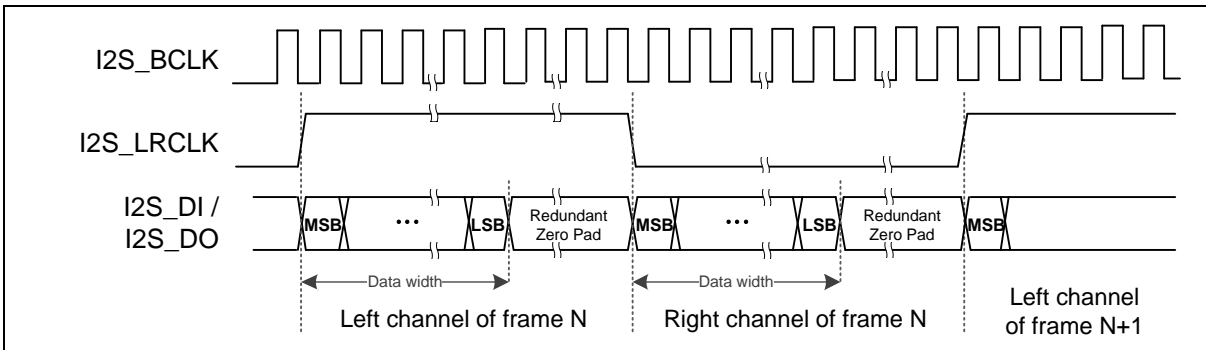 I2S_BCLK
I2S_LRCLK
I2S_DI /
I2S_DO
MSB
•••
LSB
Redundant
Zero Pad
MSB
•••
LSB
Redundant
Zero Pad
MSB
Data width
Data width
Left channel of frame N
Right channel of frame N
Left channel
of frame N+1